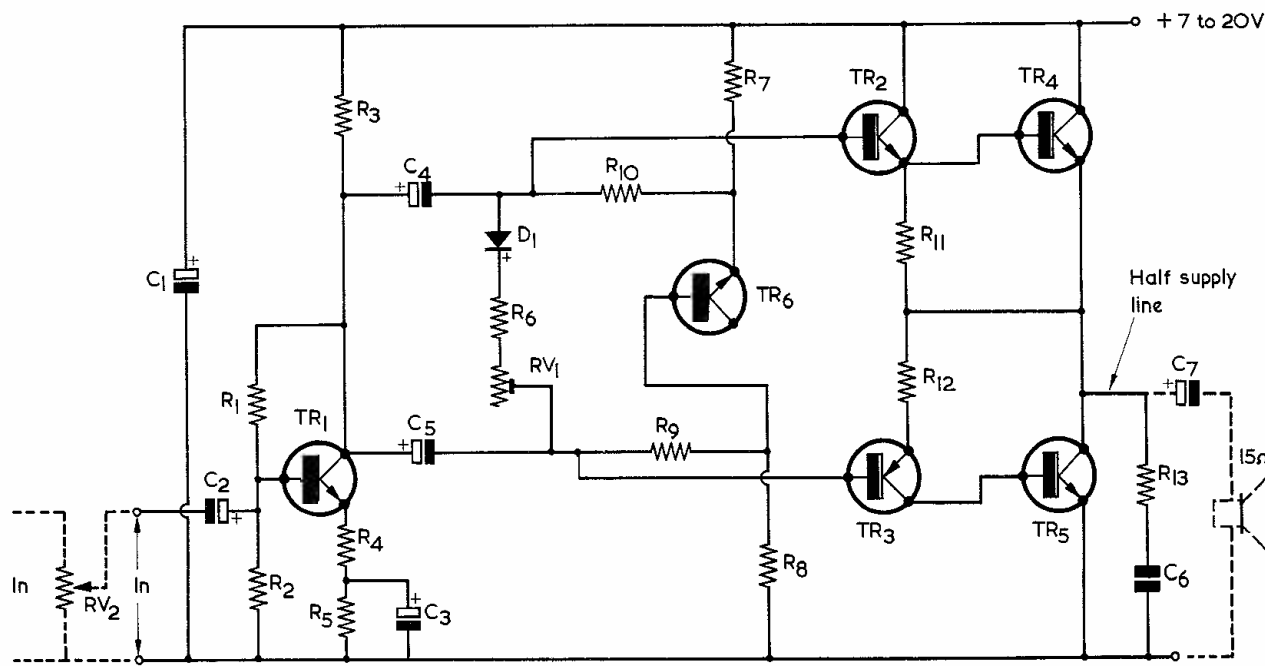 + 7 to 20V
R7
TR2
TR4
R3
C4
+
R10
D1
+
R11
C1
+
TR6
Half supply
line
R6
RV1
R12
C7
+
R1
TR1
C5
+
R9
15Ω
C2
+
R13
TR3
TR5
R4
In
In
RV2
R2
R8
C6
R5
C3
+